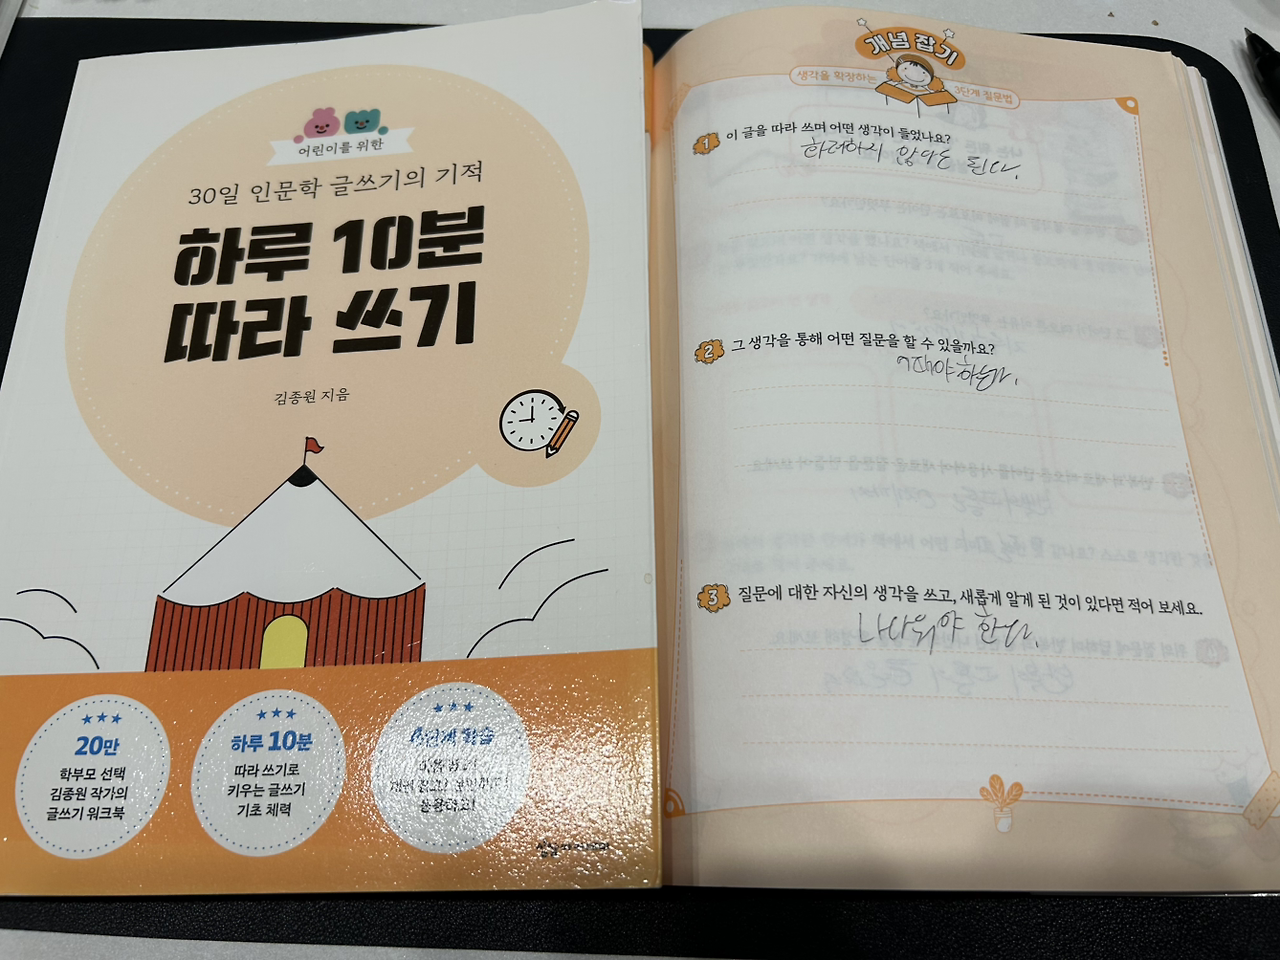 어린이를 위한
30일 인문학 글쓰기의 기적
하루 10분
따라 쓰기
김종원 지음
20만
학부모 선택
김종원 작가의
글쓰기 워크북
하루 10분
따라 쓰기로
키우는 글쓰기
기초 체력
학습
개념 잡기
생각을 확장하는
3단계 질문법
1 이 글을 따라 쓰며 어떤 생각이 들었나요?
하려하지 않아도 된다.
2 그 생각을 통해 어떤 질문을 할 수 있을까요?
3 질문에 대한 자신의 생각을 쓰고, 새롭게 알게 된 것이 있다면 적어 보세요.
나다워야 한다.